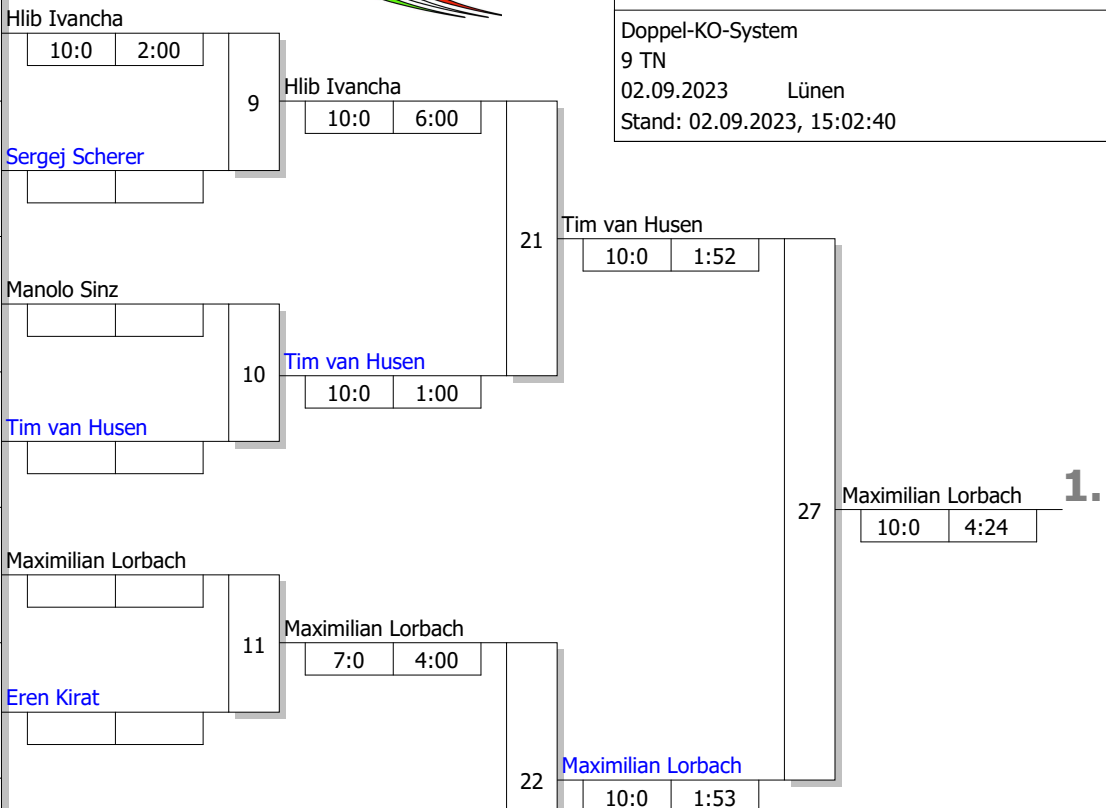 Hlib Ivancha
10:0 2:00
9
Sergej Scherer
Hlib Ivancha
10:0 6:00
Doppel-KO-System
9 TN
02.09.2023 Lünen
Stand: 02.09.2023, 15:02:40
21
Tim van Husen
10:0 1:52
Manolo Sinz
10
Tim van Husen
Tim van Husen
10:0 1:00
27
Maximilian Lorbach 1.
10:0 4:24
Maximilian Lorbach
11
Eren Kirat
Maximilian Lorbach
7:0 4:00
22
Maximilian Lorbach
10:0 1:53